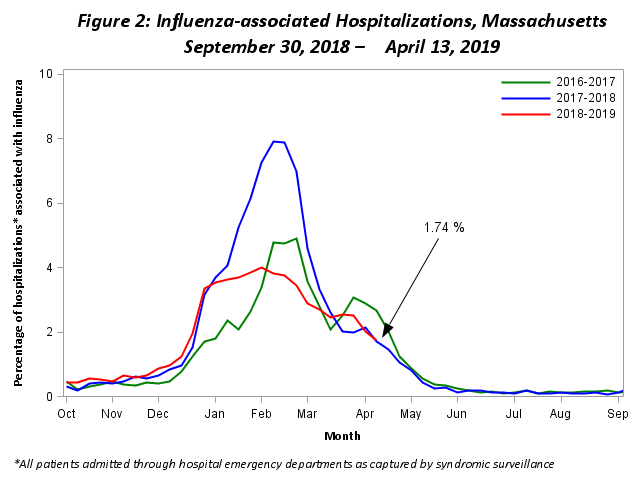 Figure 2: Influenza-associated Hospitalizations, Massachusetts
September 30, 2018 – April 13, 2019
Percentage of hospitalizations* associated with influenza
10
8
6
4
2
0
2016-2017
2017-2018
2018-2019
1.74 %
Oct Nov Dec Jan Feb Mar Apr May Jun Jul Aug Sep
Month
*All patients admitted through hospital emergency departments as captured by syndromic surveillance